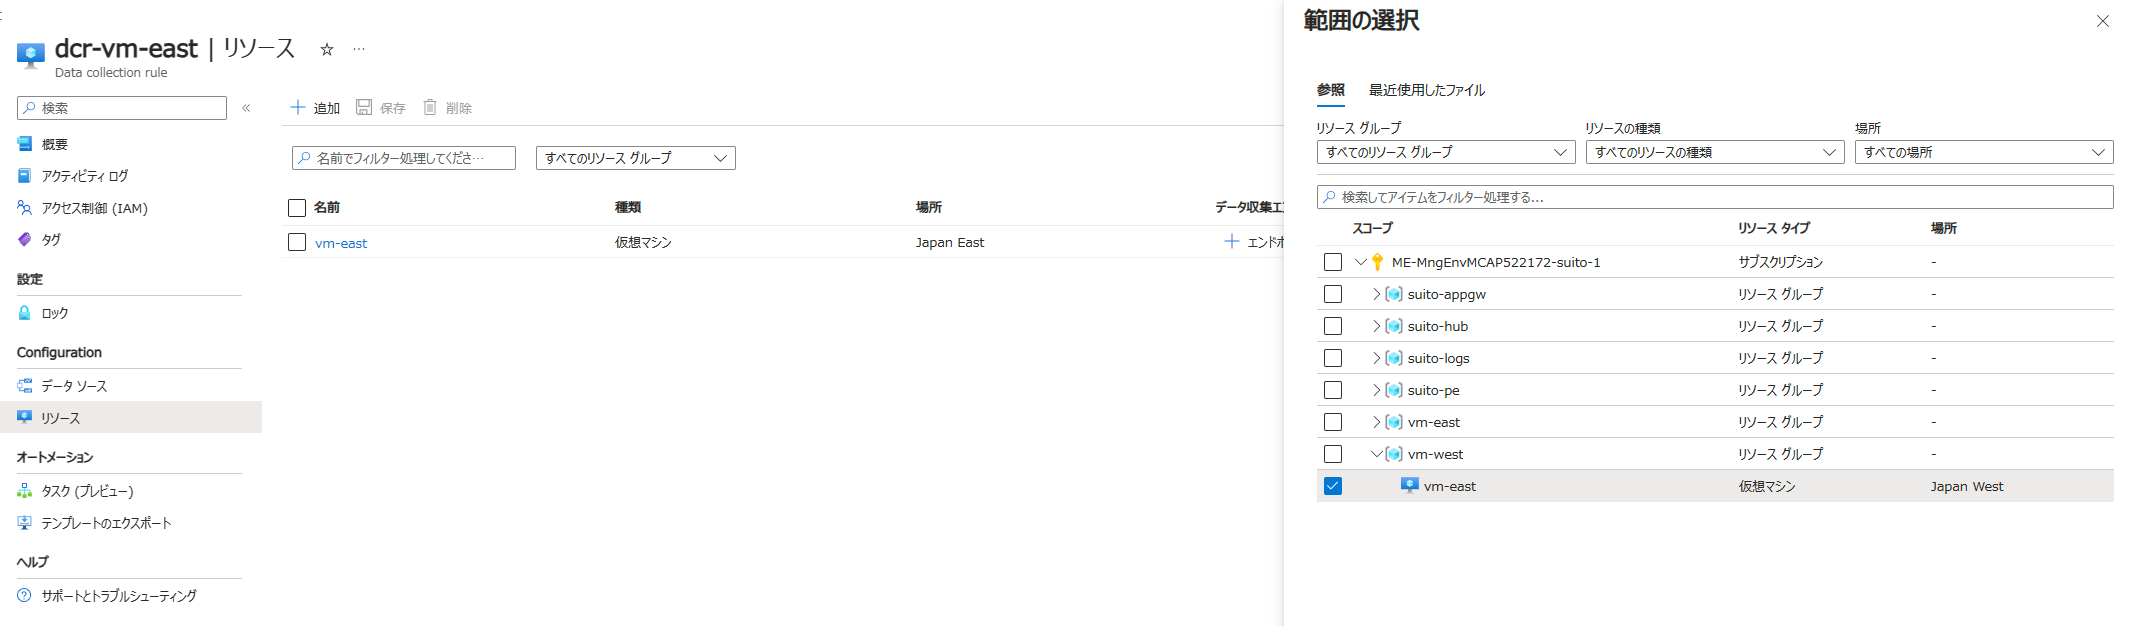 dcr-vm-east | リソース
Data collection rule
検索
概要
アクティビティ ログ
アクセス制御 (IAM)
タグ
設定
ロック
Configuration
データ ソース
リソース
オートメーション
タスク (プレビュー)
テンプレートのエクスポート
ヘルプ
サポートとトラブルシューティング
追加 保存 削除
名前でフィルター処理してくださ… すべてのリソース グループ
名前 種類 場所 データ収集エ
vm-east 仮想マシン Japan East エンドポ
範囲の選択
参照 最近使用したファイル
リソース グループ リソースの種類 場所
すべてのリソース グループ すべてのリソースの種類 すべての場所
検索してアイテムをフィルター処理する...
スコープ リソース タイプ 場所
ME-MngEnvMCAP522172-suito-1 サブスクリプション -
suito-appgw リソース グループ -
suito-hub リソース グループ -
suito-logs リソース グループ -
suito-pe リソース グループ -
vm-east リソース グループ -
vm-west リソース グループ -
vm-east 仮想マシン Japan West